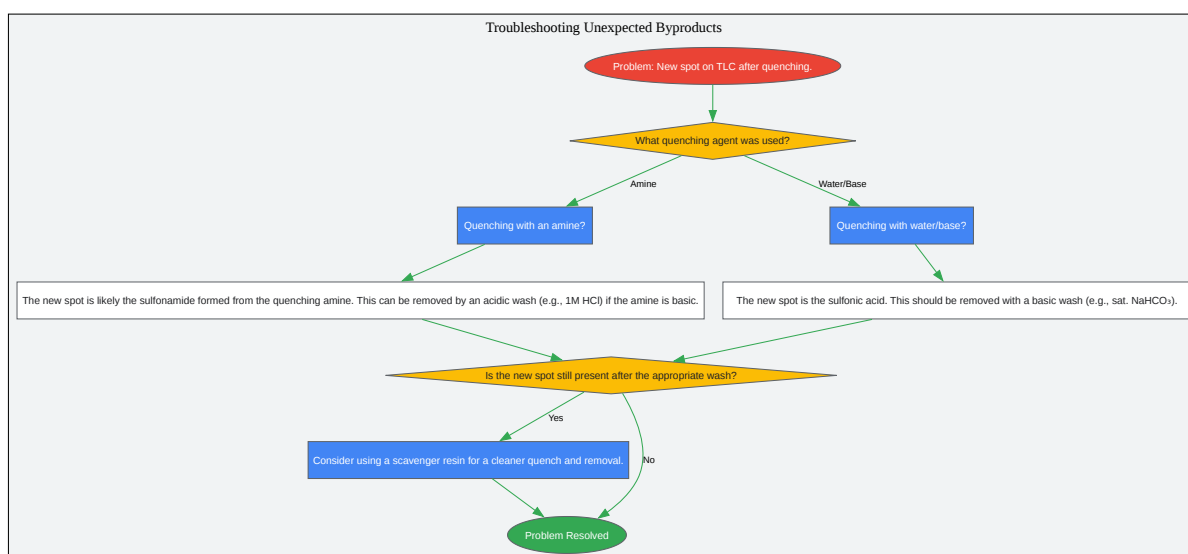 Troubleshooting Unexpected Byproducts
Problem: New spot on TLC after quenching.
What quenching agent was used?
Amine
Water/Base
Quenching with an amine?
Quenching with water/base?
The new spot is likely the sulfonamide formed from the quenching amine. This can be removed by an acidic wash (e.g., 1M HCl) if the amine is basic.
The new spot is the sulfonic acid. This should be removed with a basic wash (e.g., sat. NaHCO₃).
Is the new spot still present after the appropriate wash?
Yes
No
Consider using a scavenger resin for a cleaner quench and removal.
Problem Resolved